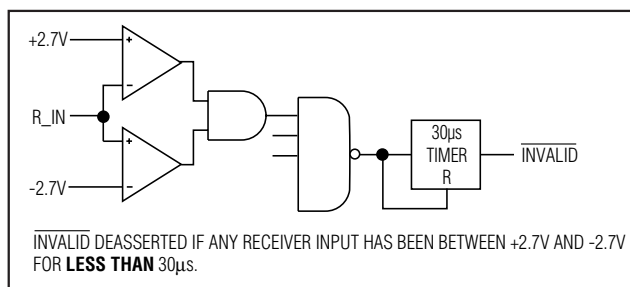 +2.7V
R_IN
-2.7V
30µs
TIMER
R
INVALID
INVALID DEASSERTED IF ANY RECEIVER INPUT HAS BEEN BETWEEN +2.7V AND -2.7V
FOR LESS THAN 30µs.